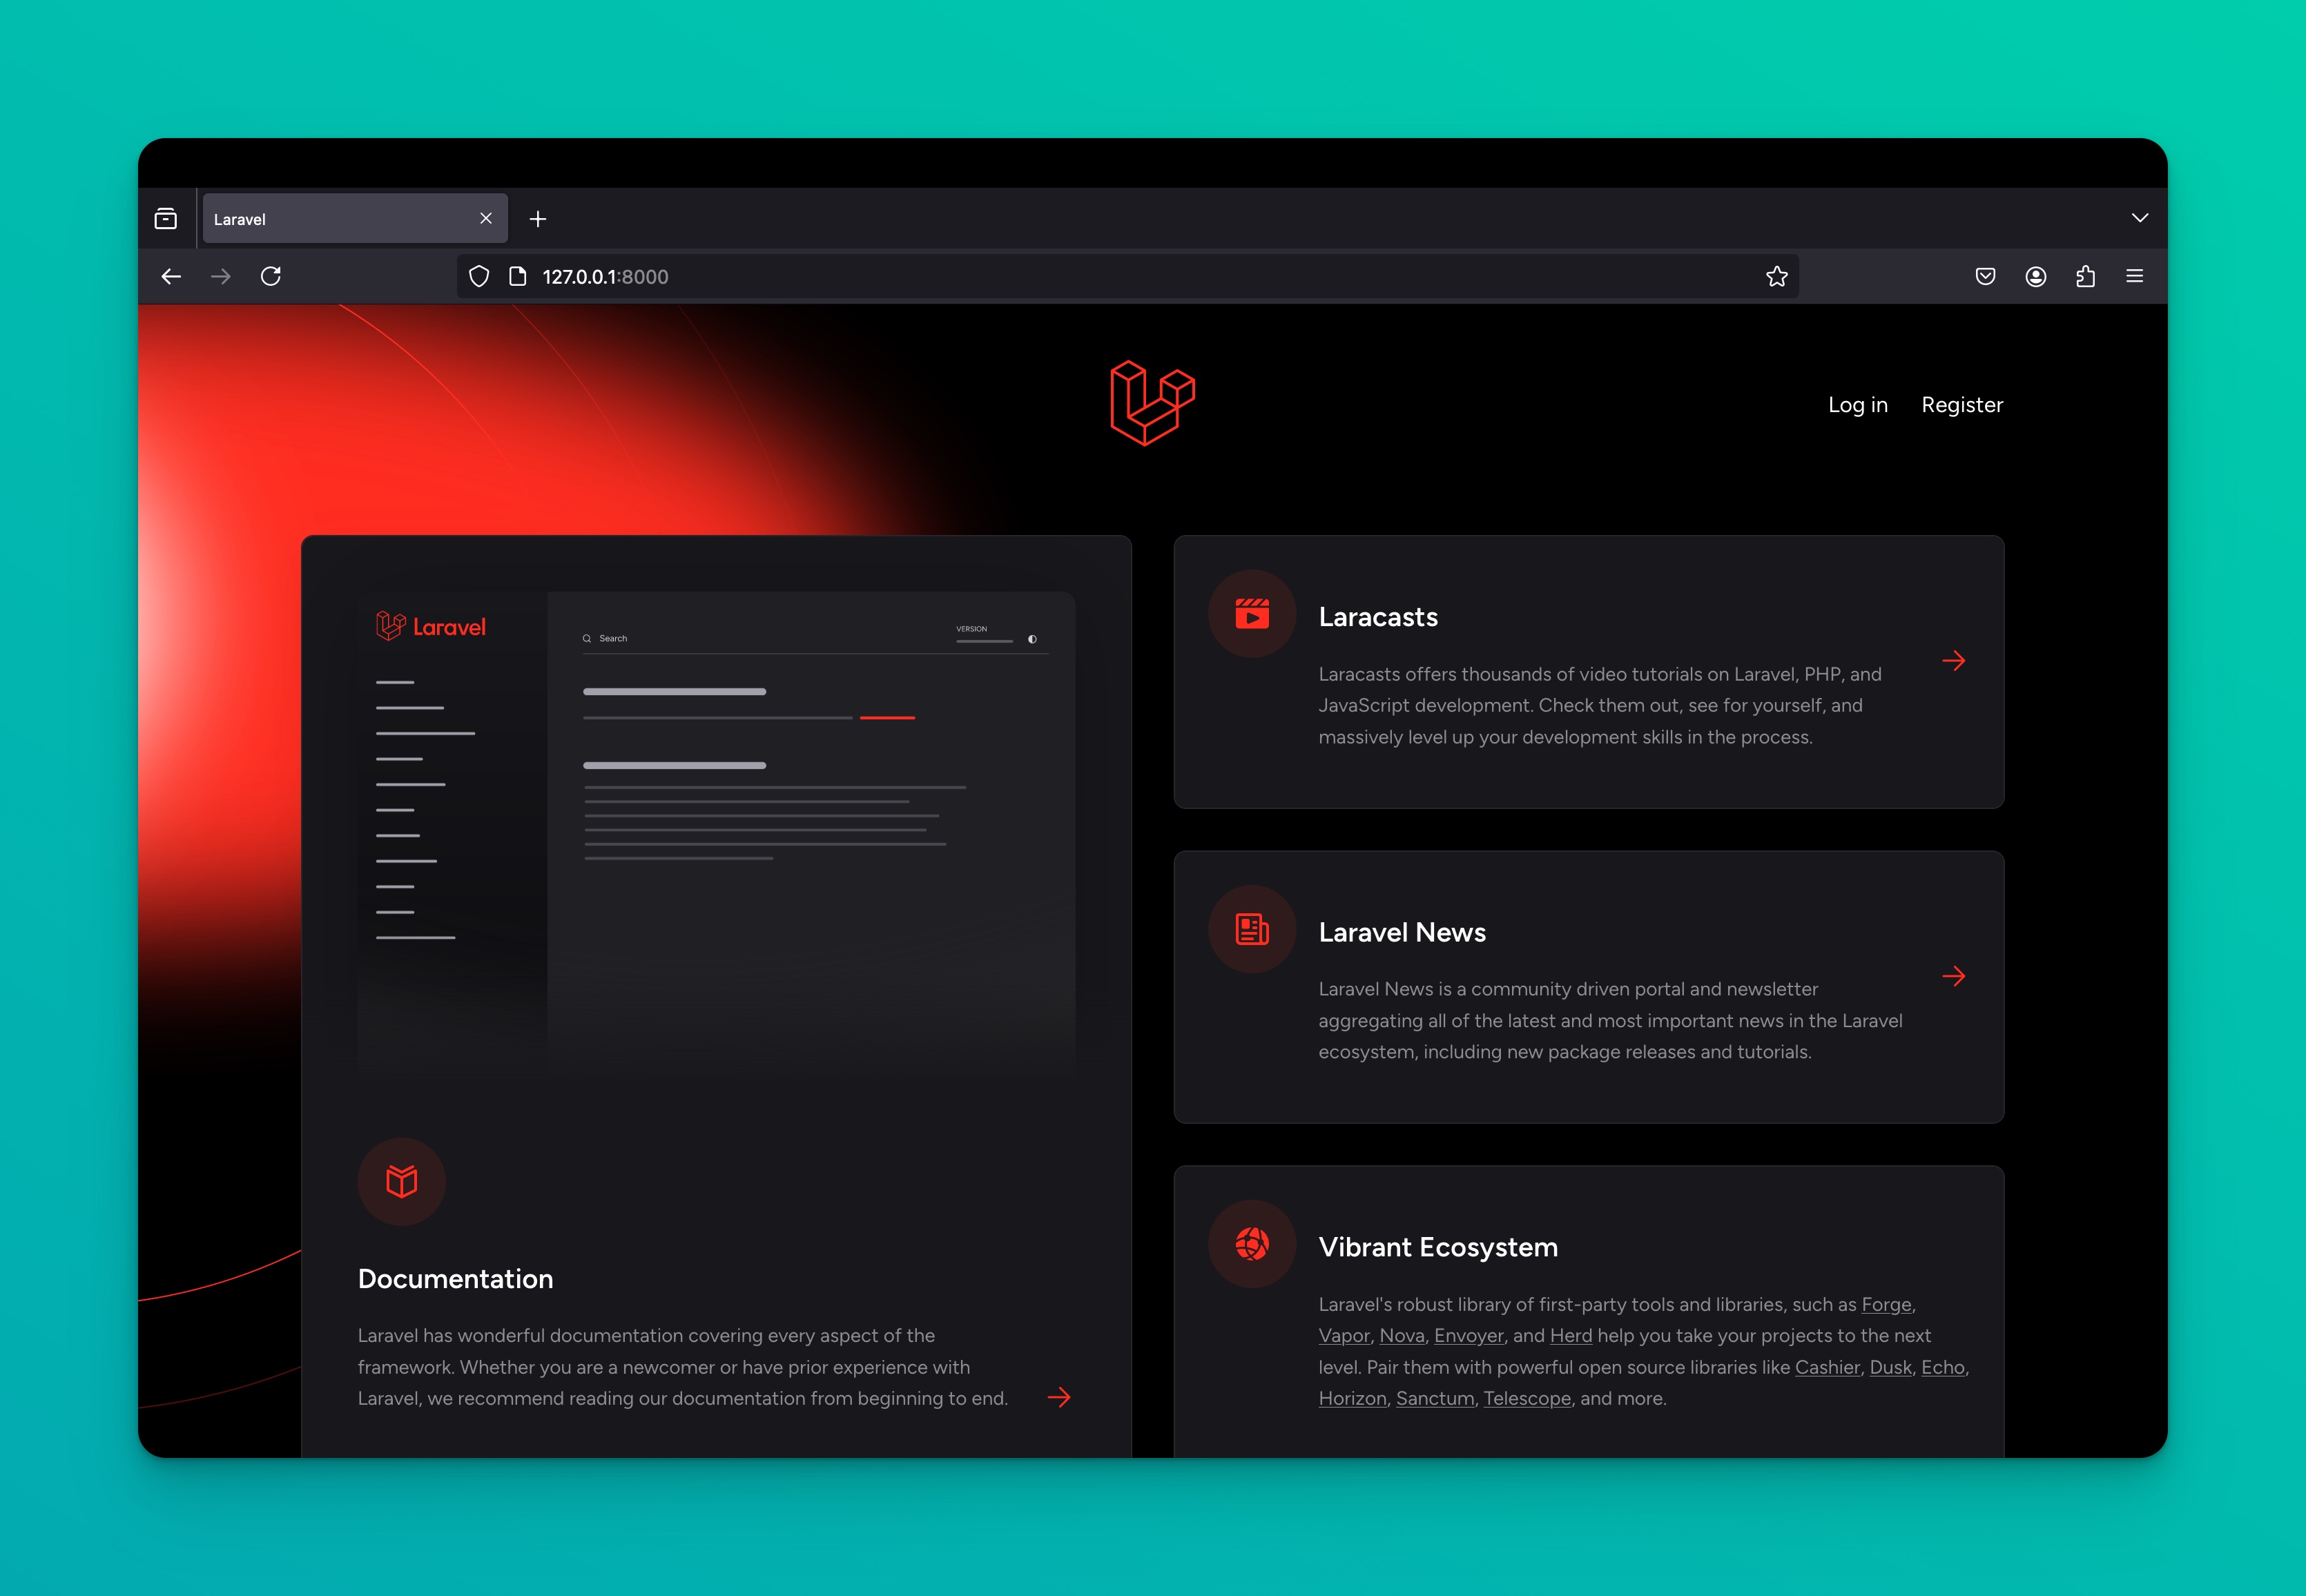 Laravel
127.0.0.1:8000
Log in Register
Laravel
Search
VERSION
Documentation
Laravel has wonderful documentation covering every aspect of the
framework. Whether you are a newcomer or have prior experience with
Laravel, we recommend reading our documentation from beginning to end.
Laracasts
Laracasts offers thousands of video tutorials on Laravel, PHP, and
JavaScript development. Check them out, see for yourself, and
massively level up your development skills in the process.
Laravel News
Laravel News is a community driven portal and newsletter
aggregating all of the latest and most important news in the Laravel
ecosystem, including new package releases and tutorials.
Vibrant Ecosystem
Laravel's robust library of first-party tools and libraries, such as Forge,
Vapor, Nova, Envoyer, and Herd help you take your projects to the next
level. Pair them with powerful open source libraries like Cashier, Dusk, Echo,
Horizon, Sanctum, Telescope, and more.